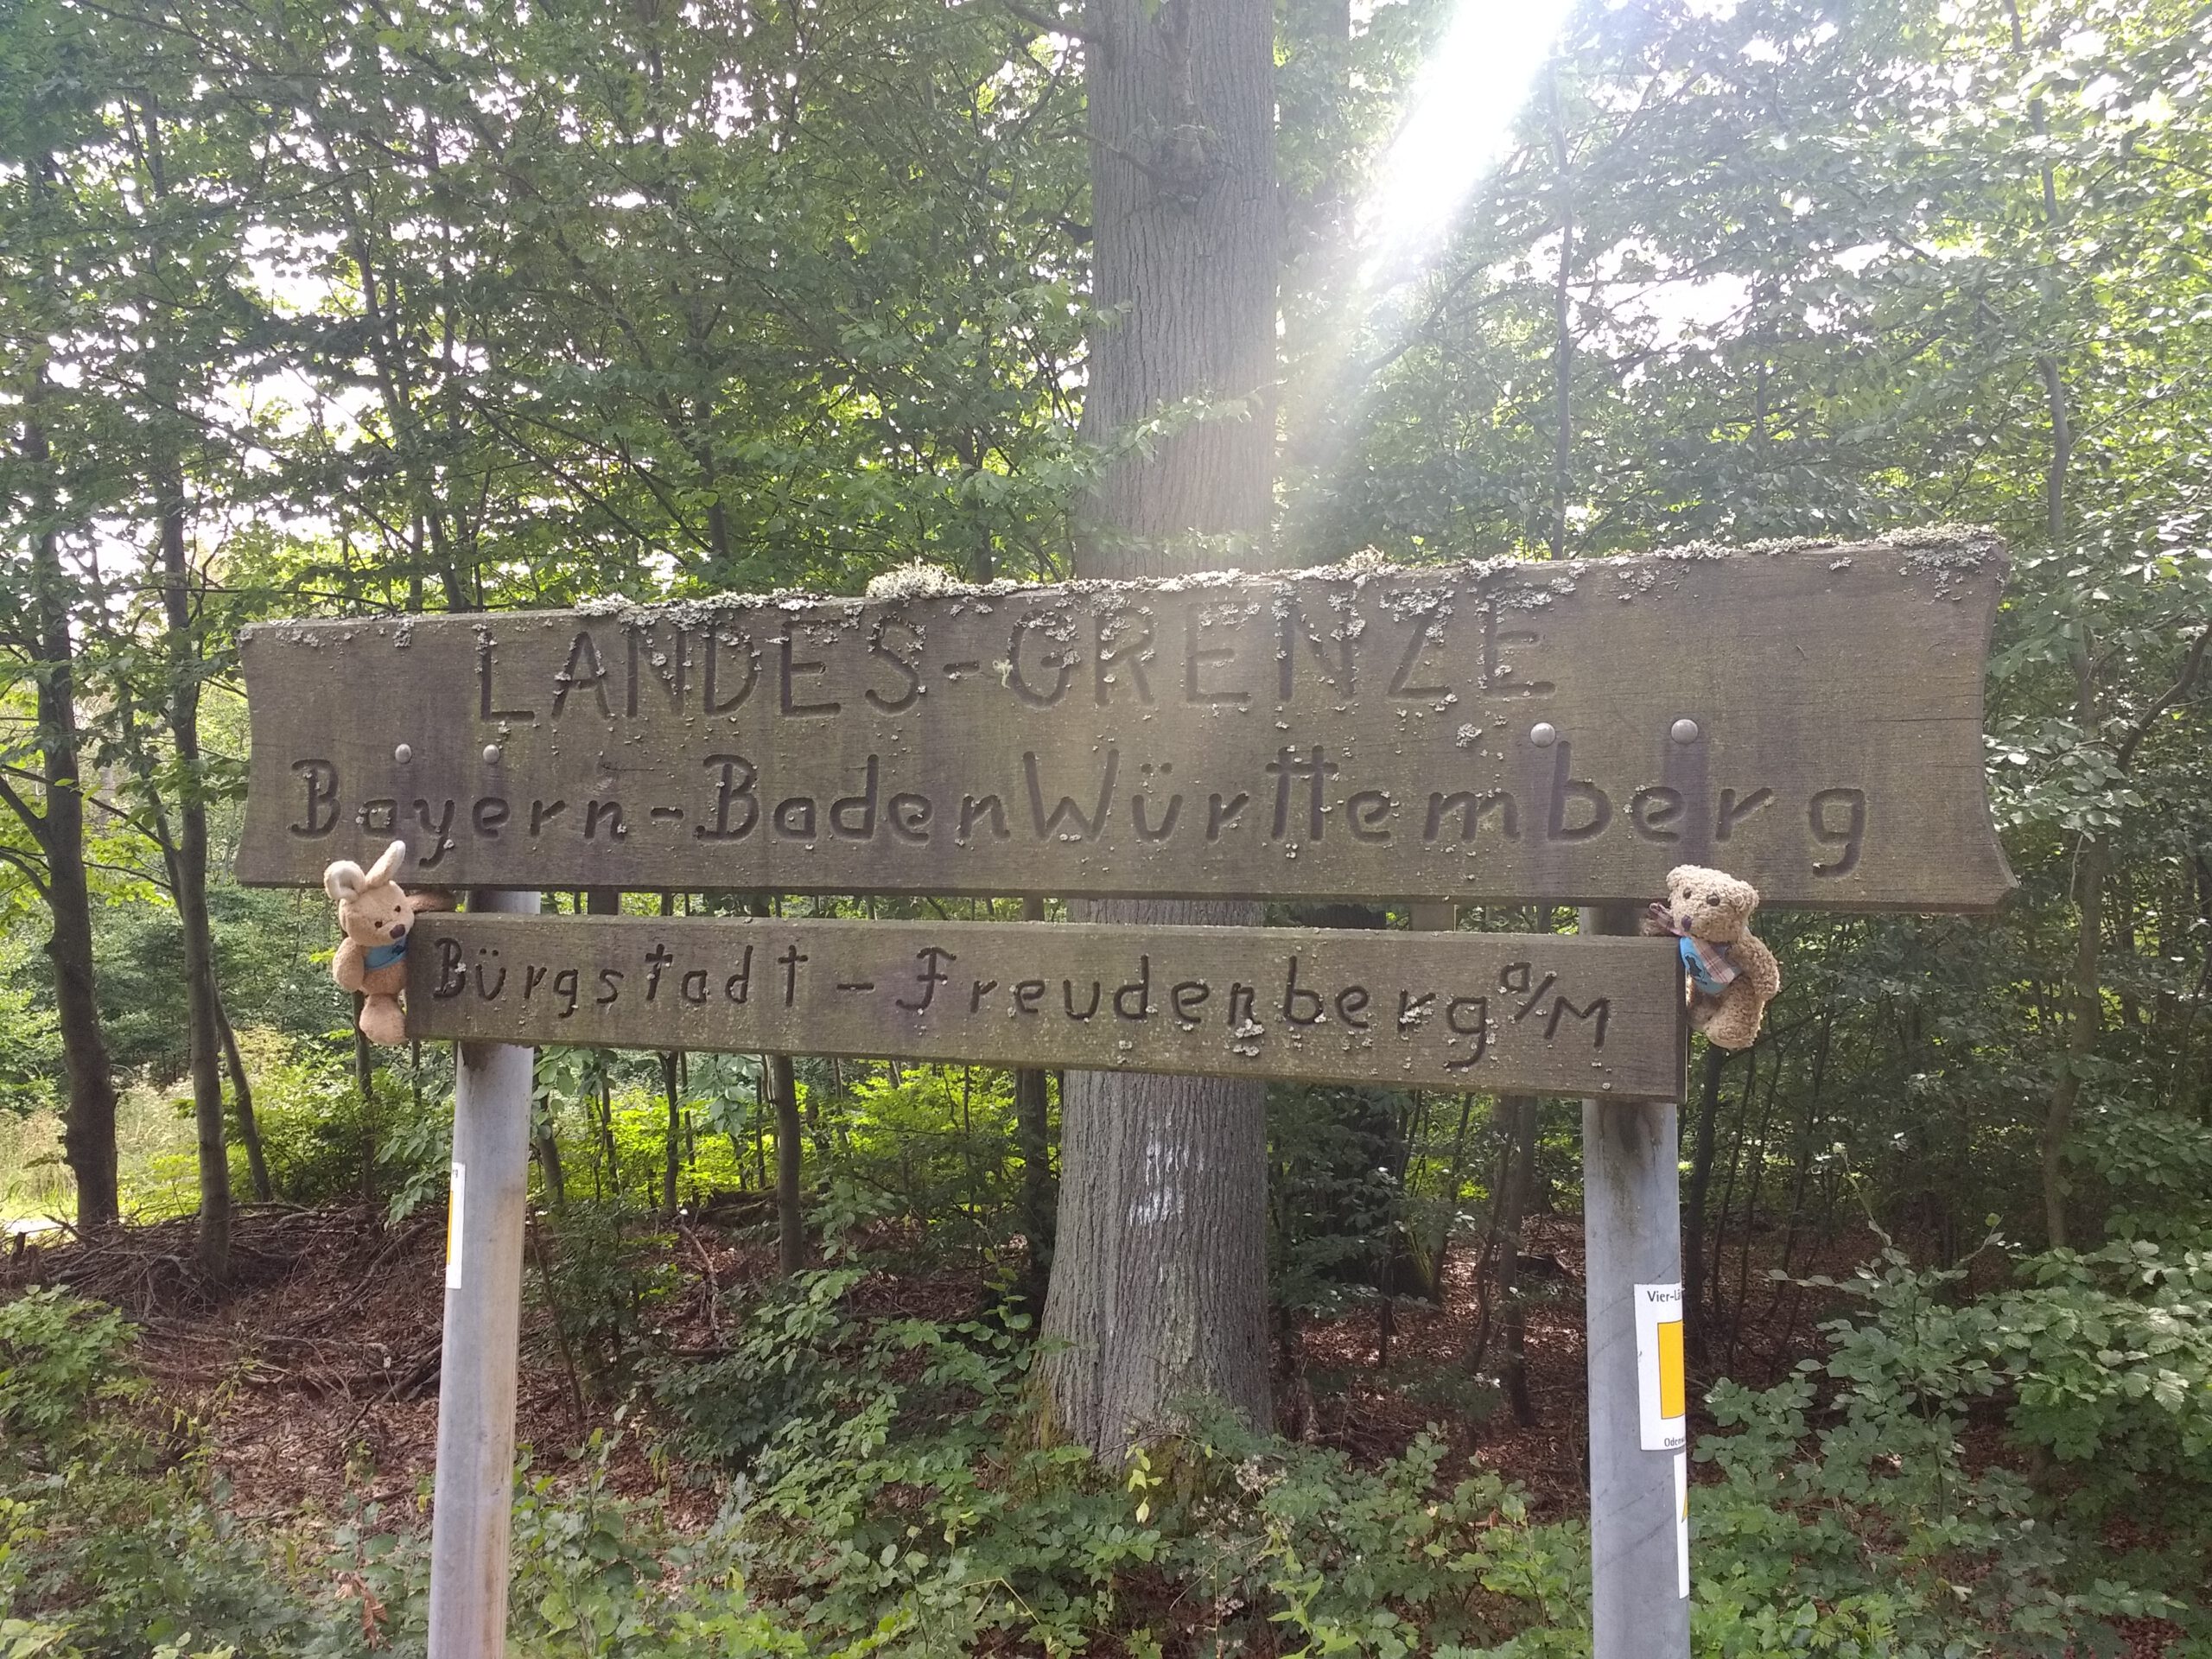 LANDES-GRENZE
Bayern-BadenWürttemberg
Bürgstadt-Freudenberg a/M